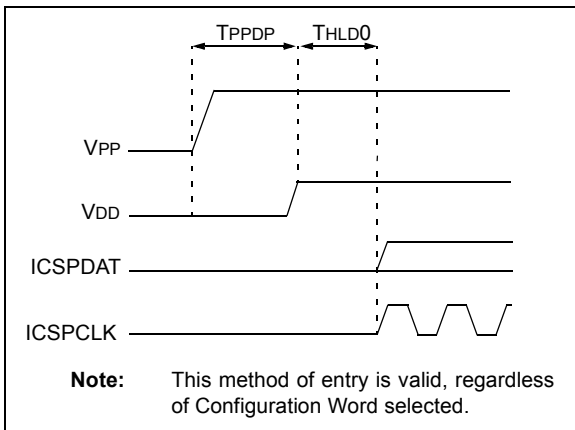 TPPDP THLD0
VPP
VDD
ICSPDAT
ICSPCLK
Note: This method of entry is valid, regardless
of Configuration Word selected.